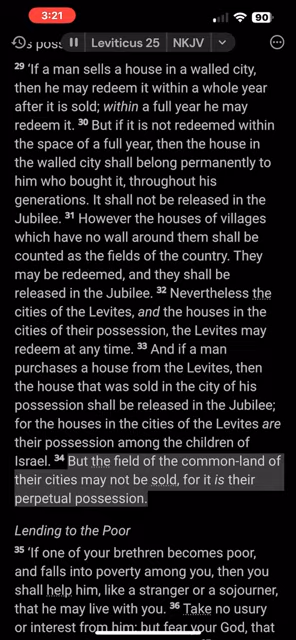 3:21
90
s poss
Leviticus 25
NKJV
29 'If a man sells a house in a walled city,
then he may redeem it within a whole year
after it is sold; within a full year he may
redeem it. 30 But if it is not redeemed within
the space of a full year, then the house in
the walled city shall belong permanently to
him who bought it, throughout his
generations. It shall not be released in the
Jubilee. 31 However the houses of villages
which have no wall around them shall be
counted as the fields of the country. They
may be redeemed, and they shall be
released in the Jubilee. 32 Nevertheless the
cities of the Levites, and the houses in the
cities of their possession, the Levites may
redeem at any time. 33 And if a man
purchases a house from the Levites, then
the house that was sold in the city of his
possession shall be released in the Jubilee;
for the houses in the cities of the Levites are
their possession among the children of
Israel. 34 But the field of the common-land of
their cities may not be sold, for it is their
perpetual possession.
Lending to the Poor
35 'If one of your brethren becomes poor,
and falls into poverty among you, then you
shall help him, like a stranger or a sojourner,
that he may live with you. 36 Take no usury
or interest from him; but fear your God, that